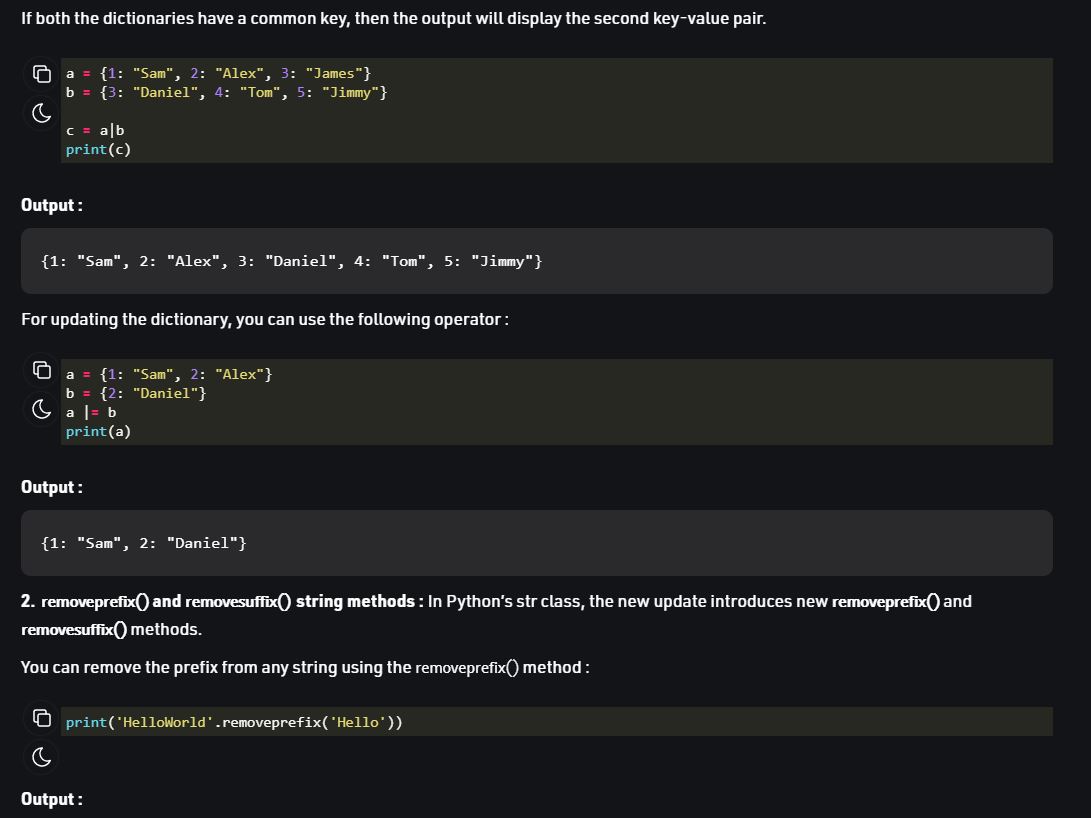 If both the dictionaries have a common key, then the output will display the second key-value pair.
a = {1: "Sam", 2: "Alex", 3: "James"}
b = {3: "Daniel", 4: "Tom", 5: "Jimmy"}
c = a|b
print(c)
Output :
{1: "Sam", 2: "Alex", 3: "Daniel", 4: "Tom", 5: "Jimmy"}
For updating the dictionary, you can use the following operator :
a = {1: "Sam", 2: "Alex"}
b = {2: "Daniel"}
a |= b
print(a)
Output :
{1: "Sam", 2: "Daniel"}
2. removeprefix() and removesuffix() string methods : In Python's str class, the new update introduces new removeprefix() and
removesuffix() methods.
You can remove the prefix from any string using the removeprefix() method :
print('HelloWorld'.removeprefix('Hello'))
Output :